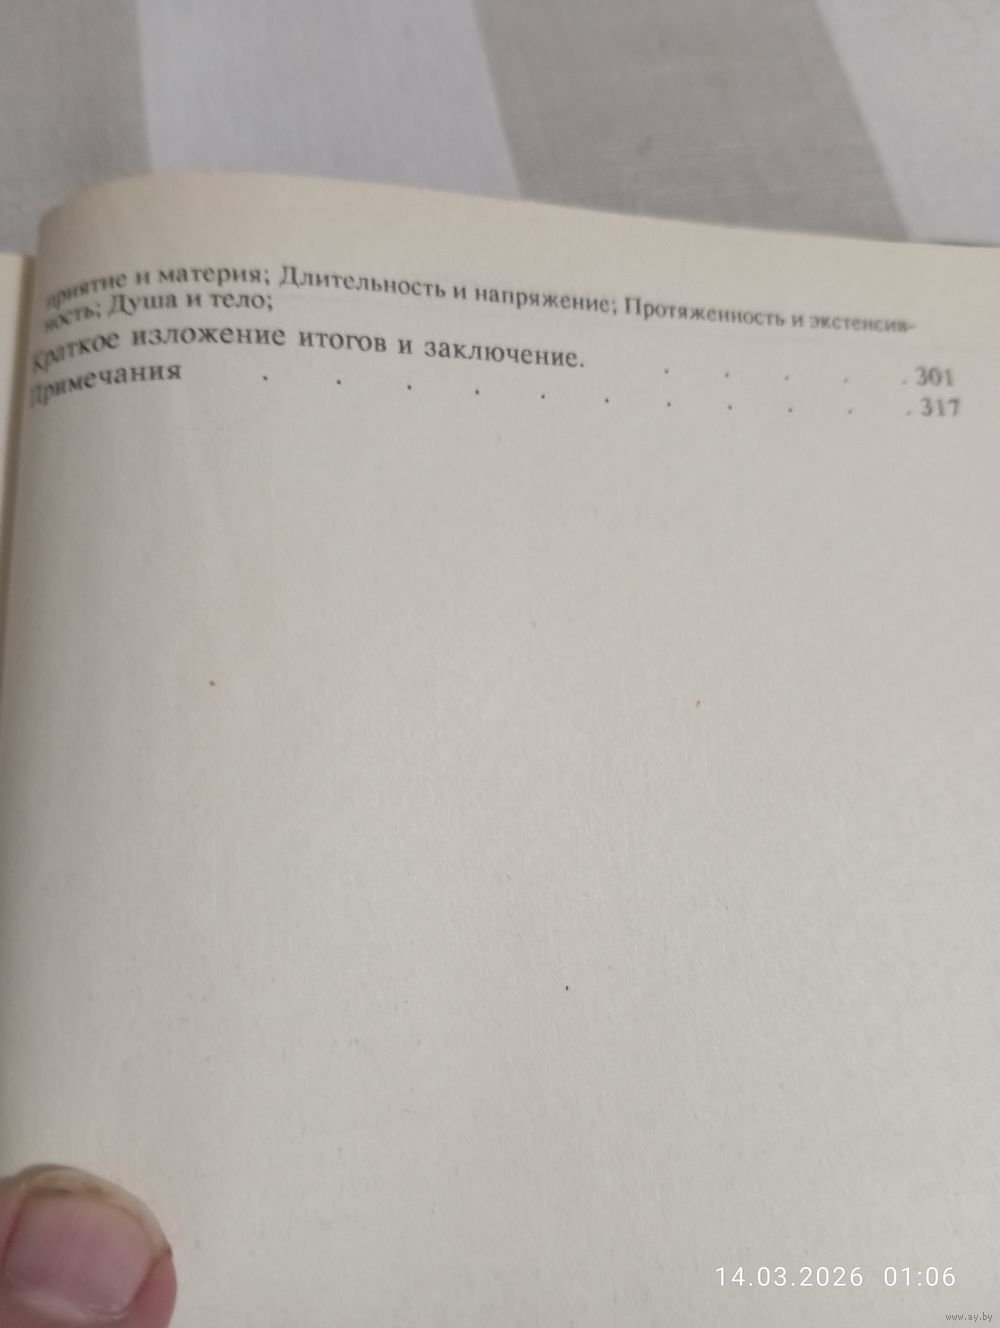 приятие и материя; Длительность и напряжение; Протяженность и экстенсив-
ность; Душа и тело;
Краткое изложение итогов и заключение. . . . . . 301
Примечания . . . . . . . . . . . 317
14.03.2026 01:06
www.ay.by